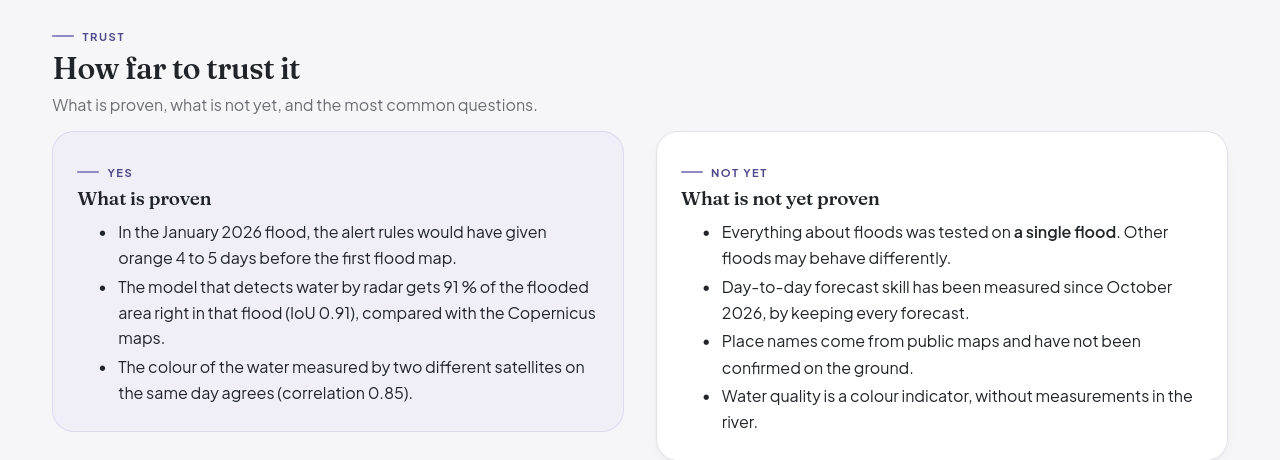 TRUST
How far to trust it
What is proven, what is not yet, and the most common questions.
YES
What is proven
• In the January 2026 flood, the alert rules would have given
orange 4 to 5 days before the first flood map.
• The model that detects water by radar gets 91 % of the flooded
area right in that flood (IoU 0.91), compared with the Copernicus
maps.
• The colour of the water measured by two different satellites on
the same day agrees (correlation 0.85).
NOT YET
What is not yet proven
• Everything about floods was tested on a single flood. Other
floods may behave differently.
• Day-to-day forecast skill has been measured since October
2026, by keeping every forecast.
• Place names come from public maps and have not been
confirmed on the ground.
• Water quality is a colour indicator, without measurements in the
river.